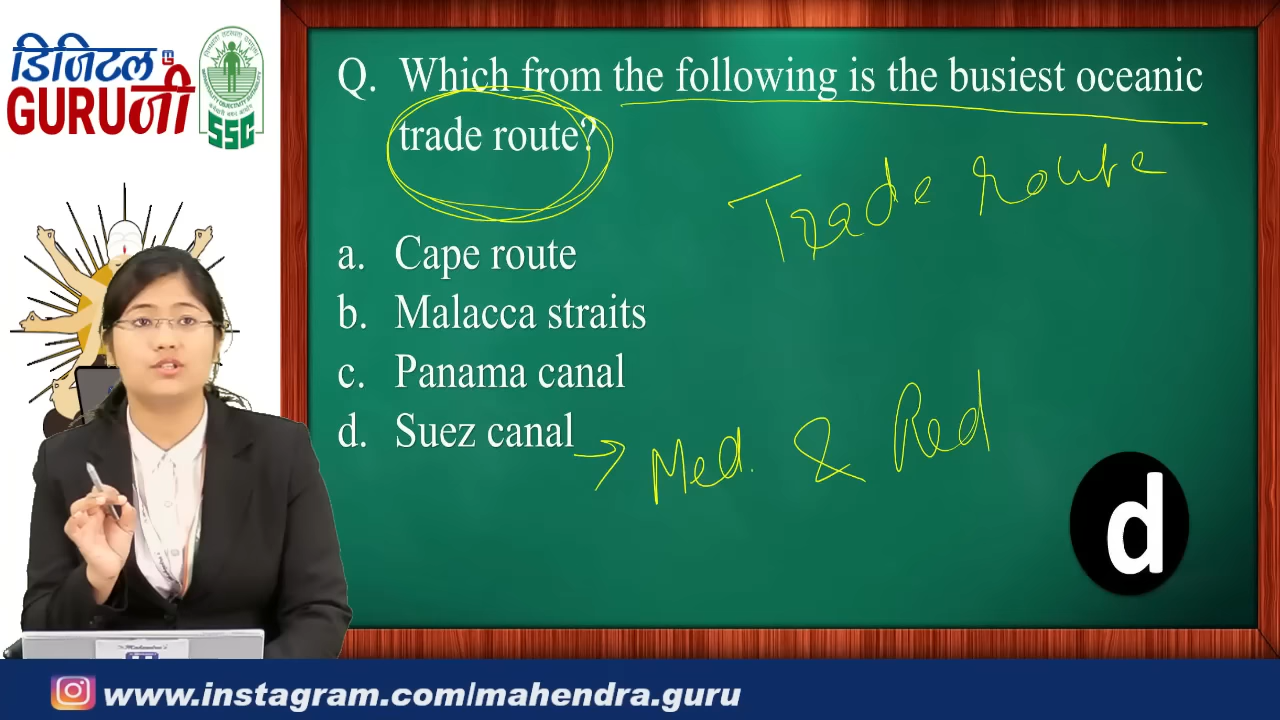 डिजिटल
GURUजी
SSC
Q. Which from the following is the busiest oceanic
trade route?
Trade route
a. Cape route
b. Malacca straits
c. Panama canal
d. Suez canal → Med. & Red
d
www.instagram.com/mahendra.guru